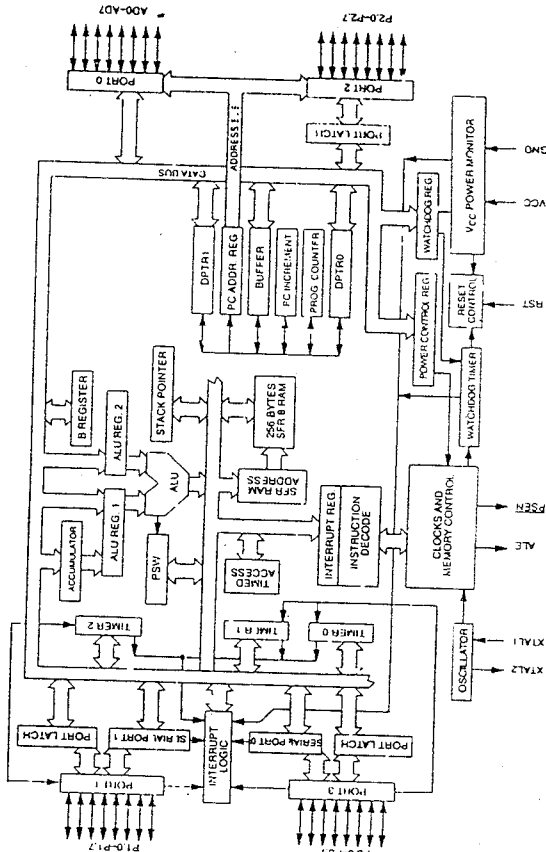 AD0-AD7
PORT 0
P2.0-P2.7
PORT 2
PORT LATCH
ADDRESS
DATA BUS
DPTR1
PC ADDR. REG
BUFFER
PC INCREMENT
PROG. COUNTER
DPTR0
WATCHDOG REG.
POWER CONTROL REG
VCC POWER MONITOR
GND
VCC
RESET CONTROL
RST
WATCHDOG TIMER
B REGISTER
ALU REG. 2
ACCUMULATOR
ALU REG. 1
ALU
PSW
STACK POINTER
256 BYTES
SFR 8 RAM
SFR RAM
ADDRESS
TIMED
ACCESS
INTERRUPT REG
INSTRUCTION
DECODE
CLOCKS AND
MEMORY CONTROL
PSEN
ALE
OSCILLATOR
XTAL1
XTAL2
TIMER 2
TIMER 1
TIMER 0
PORT LATCH
SERIAL PORT 1
INTERRUPT
LOGIC
SERIAL PORT 0
PORT LATCH
PORT 1
P1.0-P1.7
PORT 3